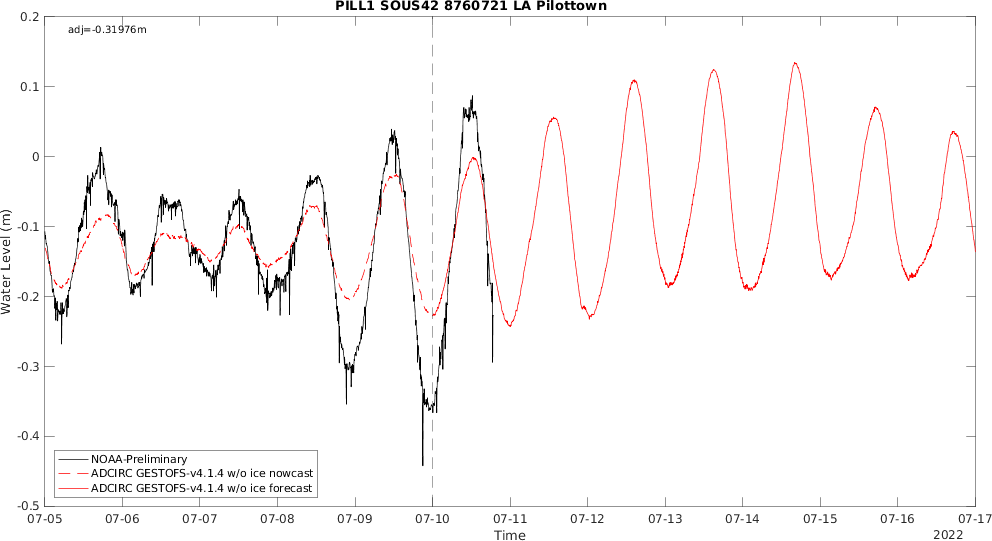 PILL1 SOUS42 8760721 LA Pilottown
adj=-0.31976m
0.2
0.1
0
-0.1
-0.2
-0.3
-0.4
-0.5
Water Level (m)
NOAA-Preliminary
ADCIRC GESTOFS-v4.1.4 w/o ice nowcast
ADCIRC GESTOFS-v4.1.4 w/o ice forecast
07-05 07-06 07-07 07-08 07-09 07-10 07-11 07-12 07-13 07-14 07-15 07-16 07-17
Time
2022